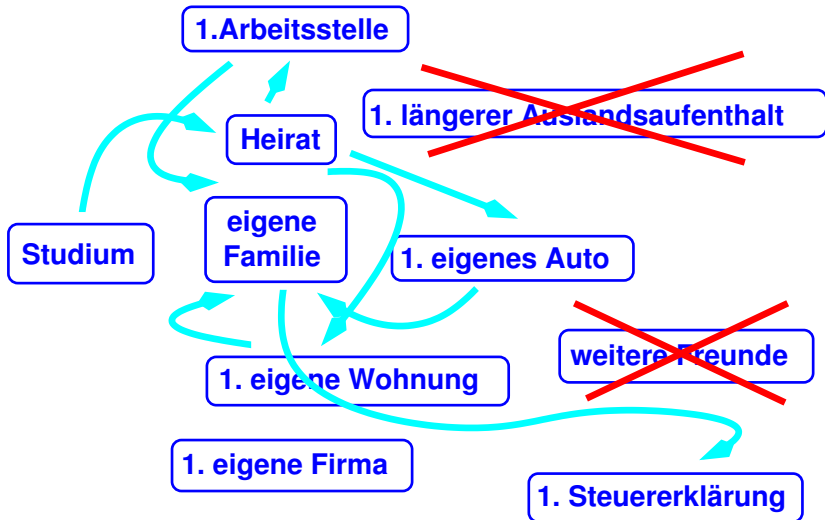 1.Arbeitsstelle
1. längerer Auslandsaufenthalt
Heirat
eigene
Familie
Studium
1. eigenes Auto
weitere Freunde
1. eigene Wohnung
1. eigene Firma
1. Steuererklärung